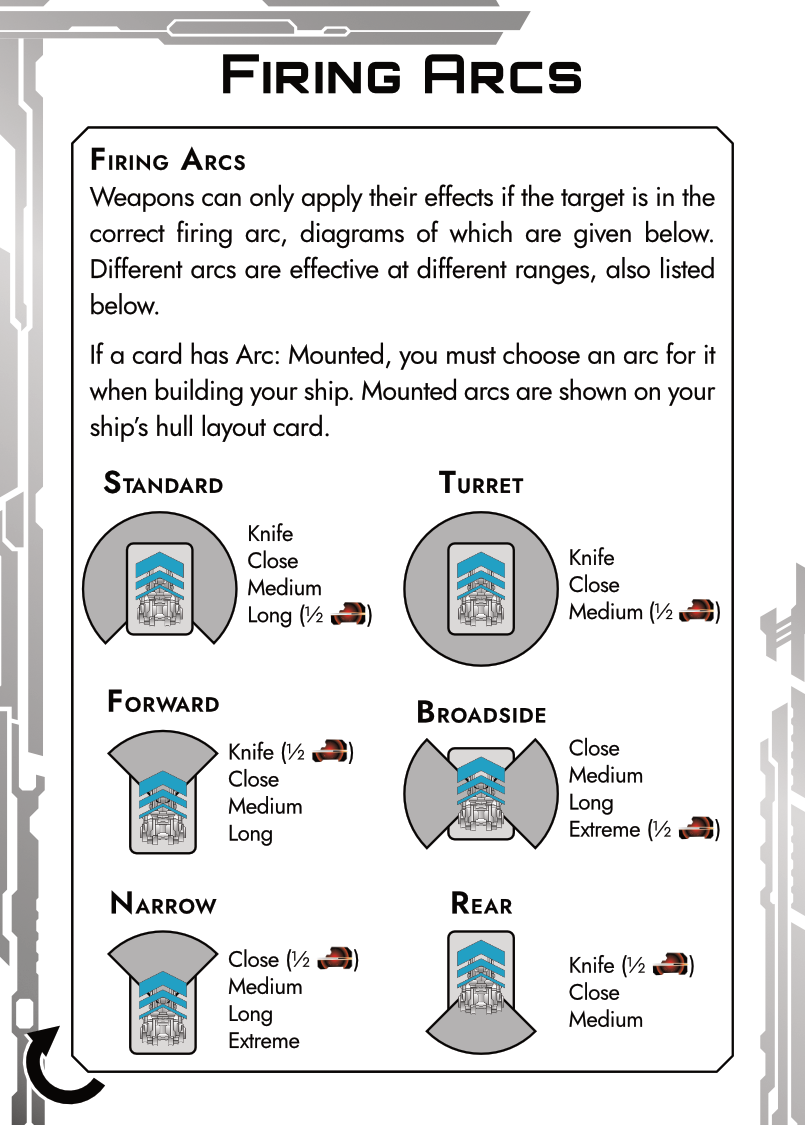 Firing Arcs
Firing Arcs
Weapons can only apply their effects if the target is in the
correct firing arc, diagrams of which are given below.
Different arcs are effective at different ranges, also listed
below.
If a card has Arc: Mounted, you must choose an arc for it
when building your ship. Mounted arcs are shown on your
ship's hull layout card.
Standard
Knife
Close
Medium
Long (½ )
Turret
Knife
Close
Medium (½ )
Forward
Knife (½ )
Close
Medium
Long
Broadside
Close
Medium
Long
Extreme (½ )
Narrow
Close (½ )
Medium
Long
Extreme
Rear
Knife (½ )
Close
Medium